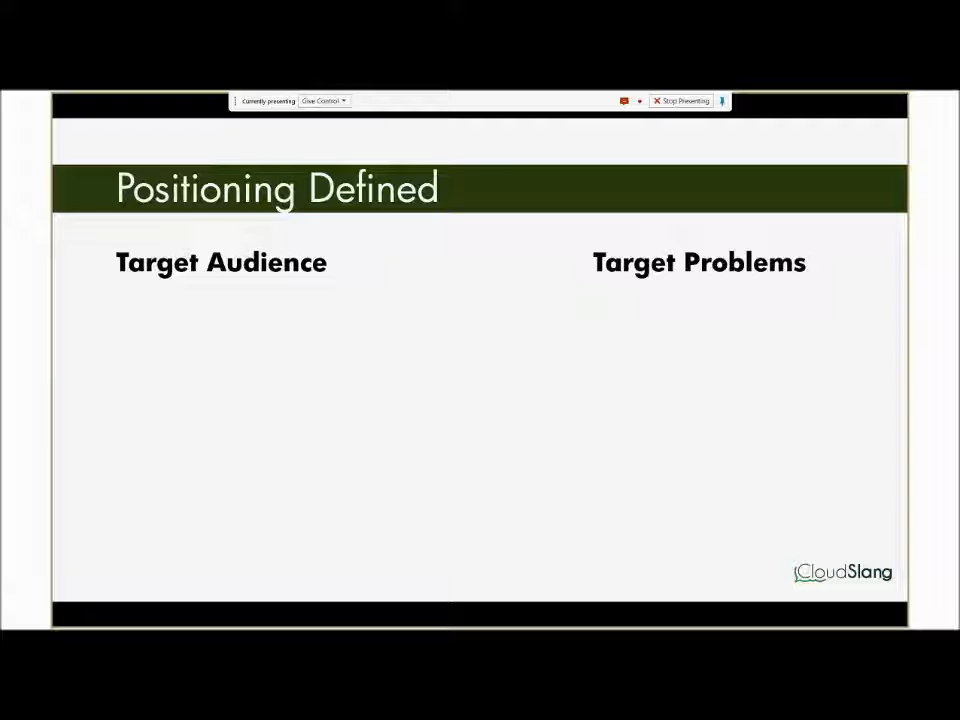 Currently presenting Give Control Stop Presenting
Positioning Defined
Target Audience Target Problems
CloudSlang